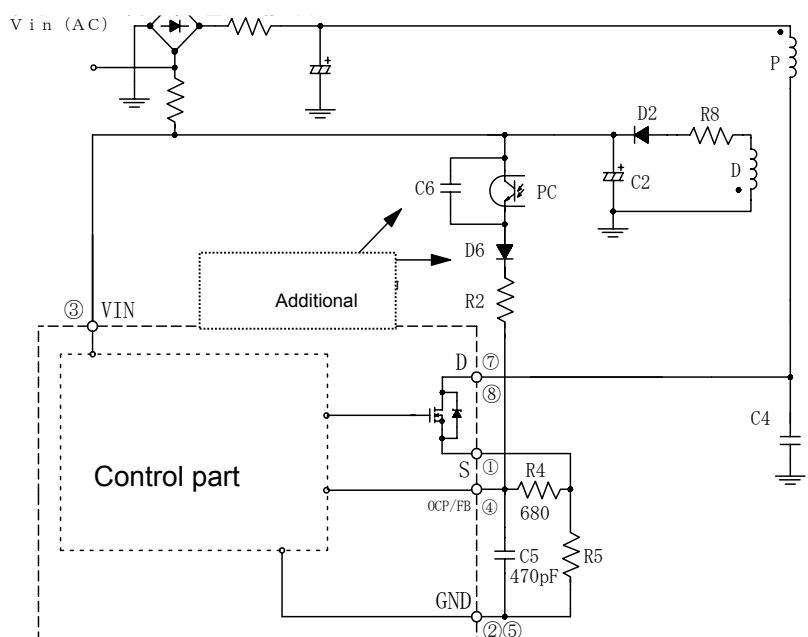 Ｖｉｎ (AC)
P
D2
R8
C6
PC
C2
D
D6
Additional
R2
③ VIN
D ⑦
⑧
C4
Control part
S ①
R4
OCP/FB ④
680
C5
R5
470pF
GND
②⑤